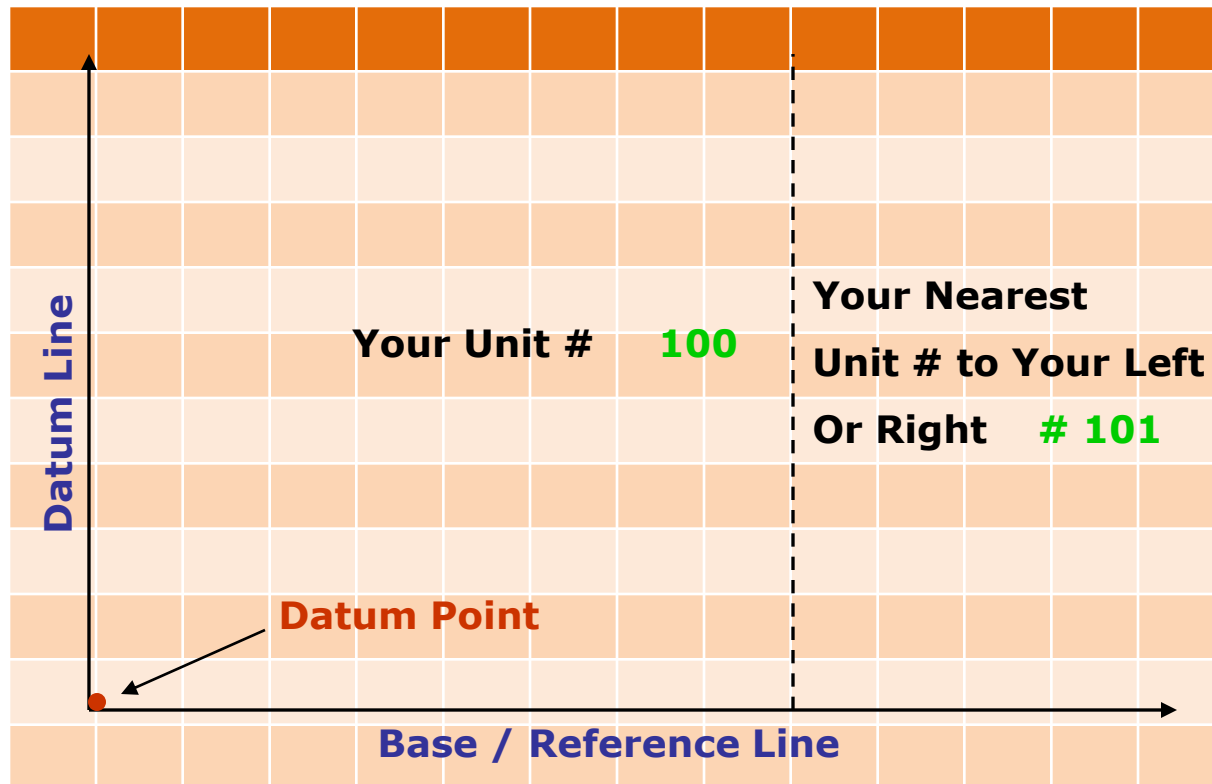 Your Nearest
Your Unit # 100
Unit # to Your Left
Or Right # 101
Datum Line
Datum Point
Base / Reference Line